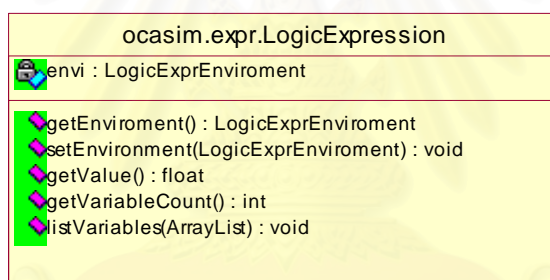 ocasim.expr.LogicExpression
envi : LogicExprEnviroment
getEnviroment() : LogicExprEnviroment
setEnvironment(LogicExprEnviroment) : void
getValue() : float
getVariableCount() : int
listVariables(ArrayList) : void